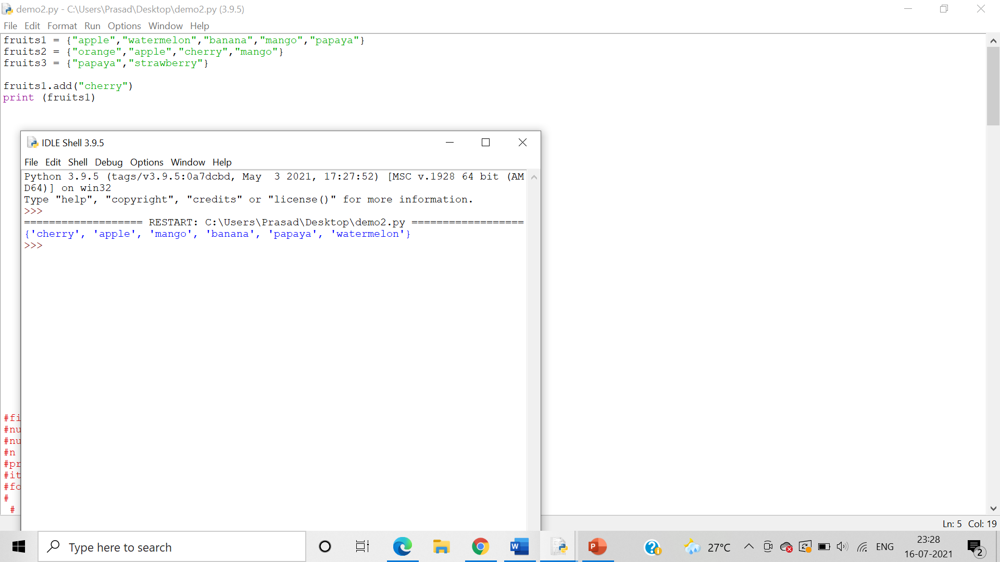 demo2.py - C:\Users\Prasad\Desktop\demo2.py (3.9.5)
File Edit Format Run Options Window Help
fruits1 = {"apple","watermelon","banana","mango","papaya"}
fruits2 = {"orange","apple","cherry","mango"}
fruits3 = {"papaya","strawberry"}
fruits1.add("cherry")
print (fruits1)
IDLE Shell 3.9.5
File Edit Shell Debug Options Window Help
Python 3.9.5 (tags/v3.9.5:0a7dcbd, May  3 2021, 17:27:52) [MSC v.1928 64 bit (AM
D64)] on win32
Type "help", "copyright", "credits" or "license()" for more information.
>>>
=================== RESTART: C:\Users\Prasad\Desktop\demo2.py ==================
{'cherry', 'apple', 'mango', 'banana', 'papaya', 'watermelon'}
>>>
#fi
#nu
#nu
#n
#pr
#it
#fo
#
#
Ln: 5 Col: 19
Type here to search
W
P
27°C
ENG
23:28
16-07-2021
2